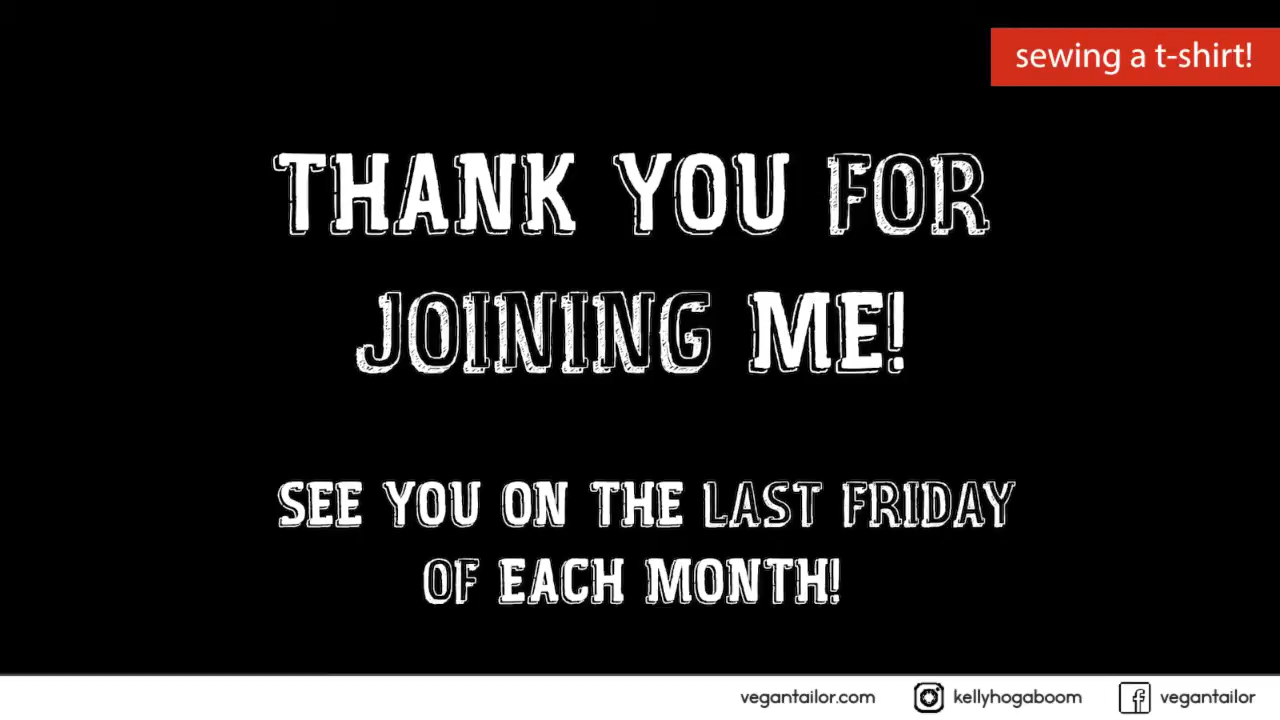 sewing a t-shirt!
THANK YOU FOR
JOINING ME!
SEE YOU ON THE LAST FRIDAY
OF EACH MONTH!
vegantailor.com kellyhogaboom vegantailor